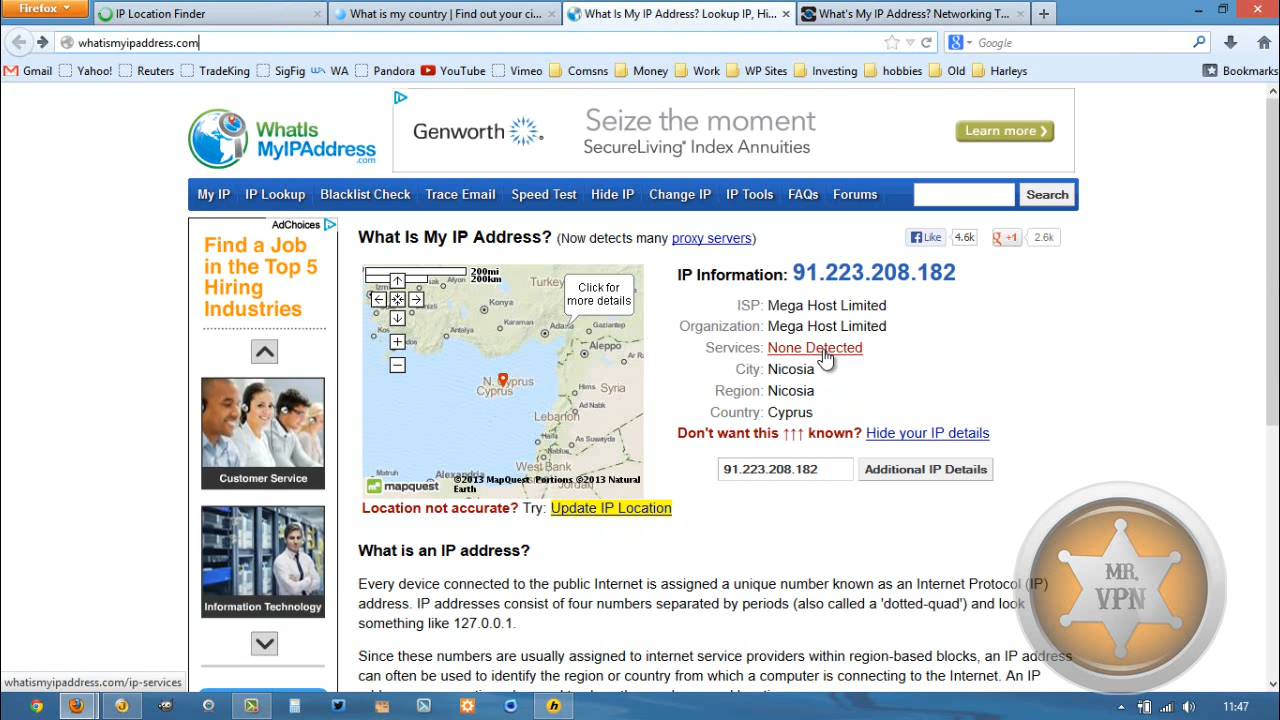 Firefox
IP Location Finder
What is my country | Find out your ci...
What Is My IP Address? Lookup IP, Hi...
What's My IP Address? Networking T...
whatismyipaddress.com
Google
Gmail Yahoo! Reuters TradeKing SigFig WA Pandora YouTube Vimeo Comsns Money Work WP Sites Investing hobbies Old Harleys Bookmarks
WhatIs
MyIPAddress
.com
Genworth
Seize the moment
SecureLiving® Index Annuities
Learn more
My IP IP Lookup Blacklist Check Trace Email Speed Test Hide IP Change IP IP Tools FAQs Forums Search
AdChoices
Find a Job
in the Top 5
Hiring
Industries
Customer Service
Information Technology
What Is My IP Address? (Now detects many proxy servers)
Like 4.6k +1 2.6k
200mi
200km
Turkey
Click for
more details
Konya
Karaman
Antalya
Adana
Gaziantep
Aleppo
N. Cyprus
Cyprus
Hims
Syria
Ad Nabk
Lebanon
Haifa
As Suwayda
West Bank
Matruh
Alexandria
Jordan
mapquest
©2013 MapQuest Portions ©2013 Natural
Earth
Location not accurate? Try: Update IP Location
IP Information: 91.223.208.182
ISP: Mega Host Limited
Organization: Mega Host Limited
Services: None Detected
City: Nicosia
Region: Nicosia
Country: Cyprus
Don't want this ↑↑↑ known? Hide your IP details
91.223.208.182 Additional IP Details
What is an IP address?
Every device connected to the public Internet is assigned a unique number known as an Internet Protocol (IP)
address. IP addresses consist of four numbers separated by periods (also called a 'dotted-quad') and look
something like 127.0.0.1.
Since these numbers are usually assigned to internet service providers within region-based blocks, an IP address
can often be used to identify the region or country from which a computer is connecting to the Internet. An IP
MR.
VPN
whatismyipaddress.com/ip-services
11:47